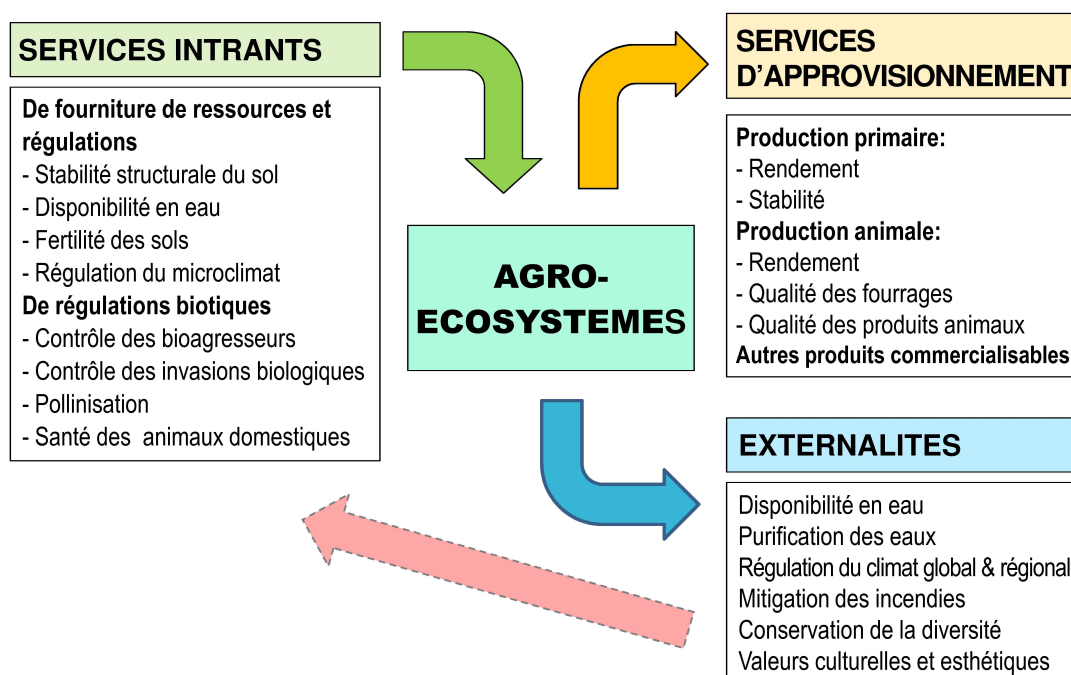 SERVICES INTRANTS
De fourniture de ressources et
régulations
- Stabilité structurale du sol
- Disponibilité en eau
- Fertilité des sols
- Régulation du microclimat
De régulations biotiques
- Contrôle des bioagresseurs
- Contrôle des invasions biologiques
- Pollinisation
- Santé des animaux domestiques
AGRO-
ECOSYSTEMES
SERVICES
D'APPROVISIONNEMENT
Production primaire:
- Rendement
- Stabilité
Production animale:
- Rendement
- Qualité des fourrages
- Qualité des produits animaux
Autres produits commercialisables
EXTERNALITES
Disponibilité en eau
Purification des eaux
Régulation du climat global & régional
Mitigation des incendies
Conservation de la diversité
Valeurs culturelles et esthétiques